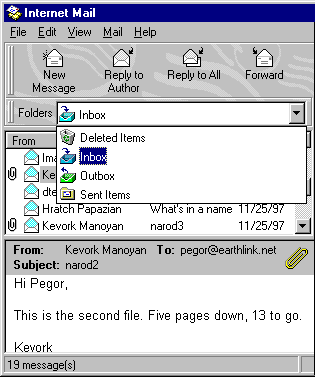 Internet Mail
File Edit View Mail Help
New Message Reply to Author Reply to All Forward
Folders Inbox
Deleted Items
Inbox
Outbox
Sent Items
From
Ima
Ke
dte
Hratch Papazian What's in a name 11/25/97
Kevork Manoyan narod3 11/25/97
From: Kevork Manoyan To: pegor@earthlink.net
Subject: narod2
Hi Pegor,
This is the second file. Five pages down, 13 to go.
Kevork
19 message(s)